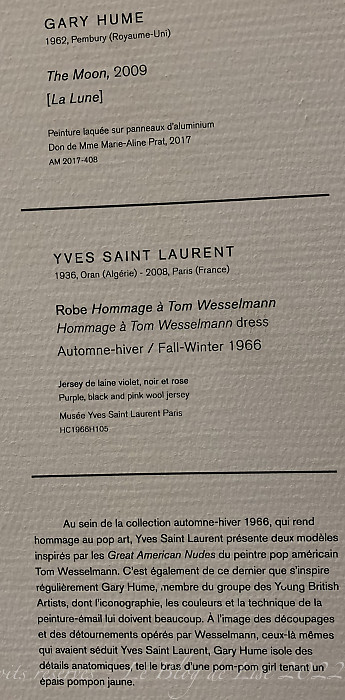 GARY HUME
1962, Pembury (Royaume-Uni)
The Moon, 2009
[La Lune]
Peinture laquée sur panneaux d'aluminium
Don de Mme Marie-Aline Prat, 2017
AM 2017-408
YVES SAINT LAURENT
1936, Oran (Algérie) - 2008, Paris (France)
Robe Hommage à Tom Wesselmann
Hommage à Tom Wesselmann dress
Automne-hiver / Fall-Winter 1966
Jersey de laine violet, noir et rose
Purple, black and pink wool jersey
Musée Yves Saint Laurent Paris
HC1966H105
Au sein de la collection automne-hiver 1966, qui rend
hommage au pop art, Yves Saint Laurent présente deux modèles
inspirés par les Great American Nudes du peintre pop américain
Tom Wesselmann. C'est également de ce dernier que s'inspire
régulièrement Gary Hume, membre du groupe des Young British
Artists, dont l'iconographie, les couleurs et la technique de la
peinture-émail lui doivent beaucoup. À l'image des découpages
et des détournements opérés par Wesselmann, ceux-là mêmes
qui avaient séduit Yves Saint Laurent, Gary Hume isole des
détails anatomiques, tel le bras d'une pom-pom girl tenant un
épais pompon jaune.
Blog de Lise 2022